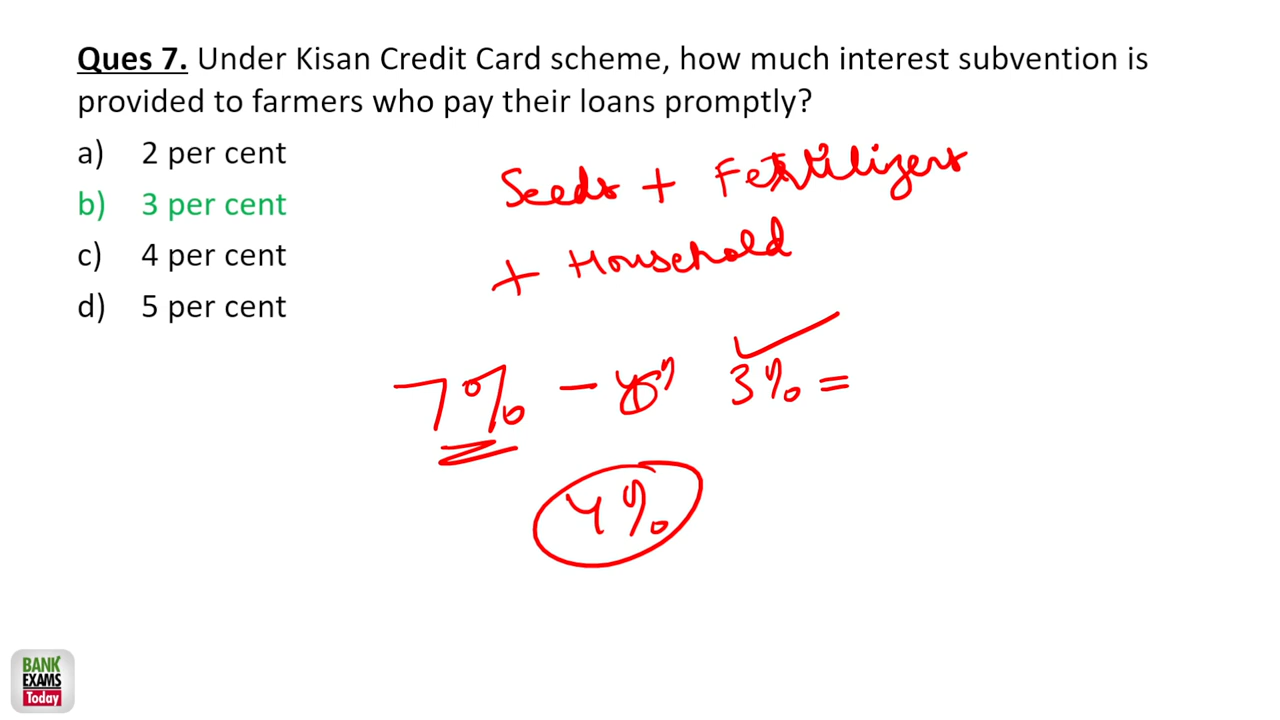 Ques 7. Under Kisan Credit Card scheme, how much interest subvention is
provided to farmers who pay their loans promptly?
a) 2 per cent
b) 3 per cent
c) 4 per cent
d) 5 per cent
Seeds + Fertilizers
+ Household
7% - 3% =
4%
BANK
EXAMS
Today